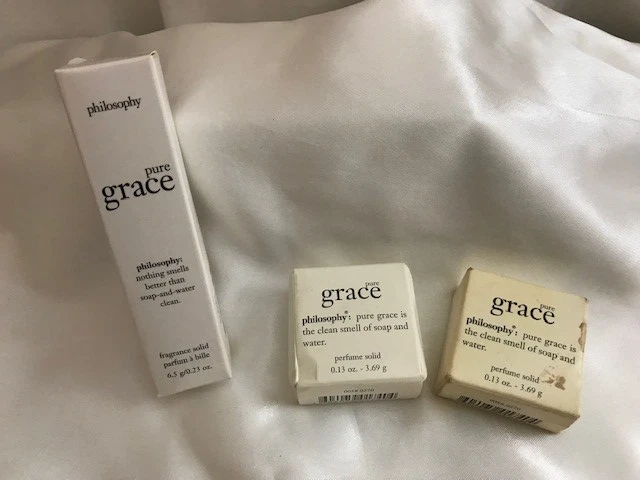 philosophy
pure
grace
philosophy:
nothing smells
better than
soap-and-water
clean.
fragrance solid
parfum à bille
6.5 g/0.23 oz.
pure
grace
philosophy®: pure grace is
the clean smell of soap and
water.
perfume solid
0.13 oz. - 3.69 g
pure
grace
philosophy®: pure grace is
the clean smell of soap and
water.
perfume solid
0.13 oz. - 3.69 g